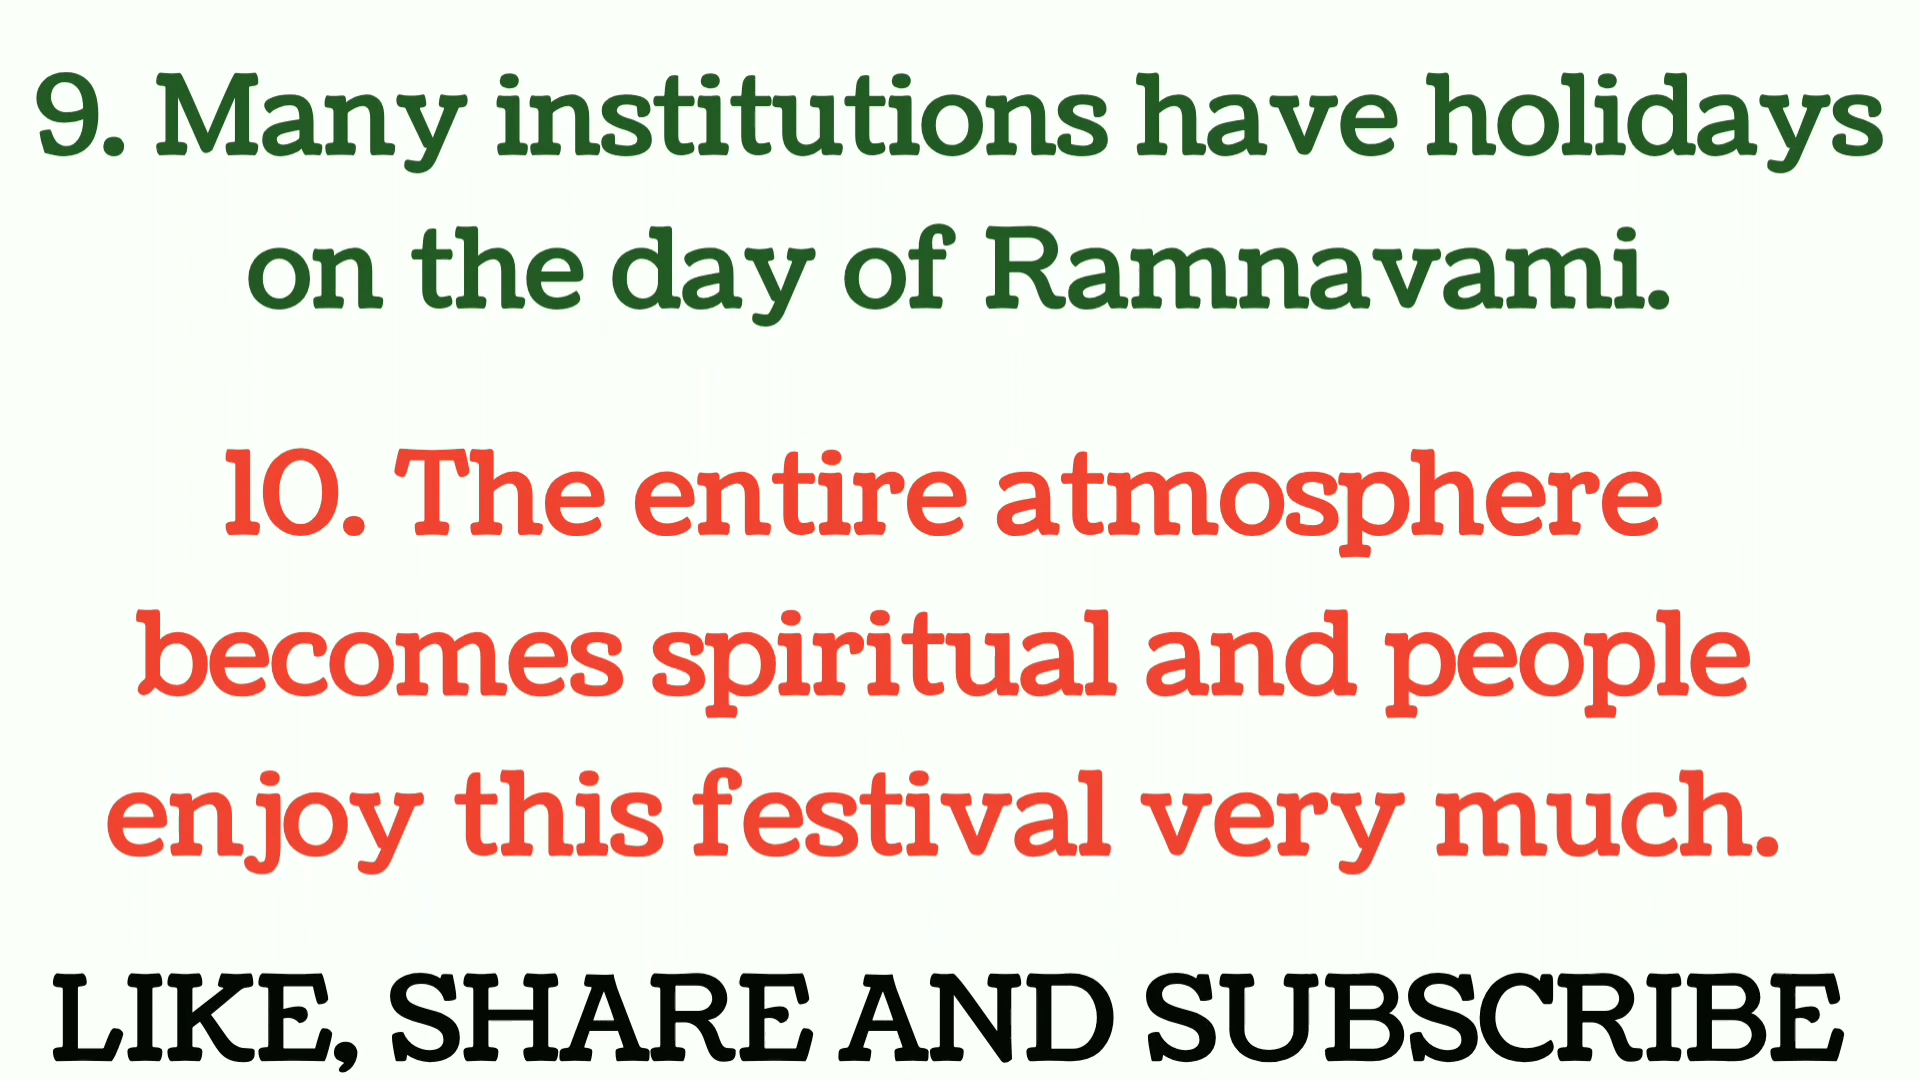 9. Many institutions have holidays
on the day of Ramnavami.
10. The entire atmosphere
becomes spiritual and people
enjoy this festival very much.
LIKE, SHARE AND SUBSCRIBE